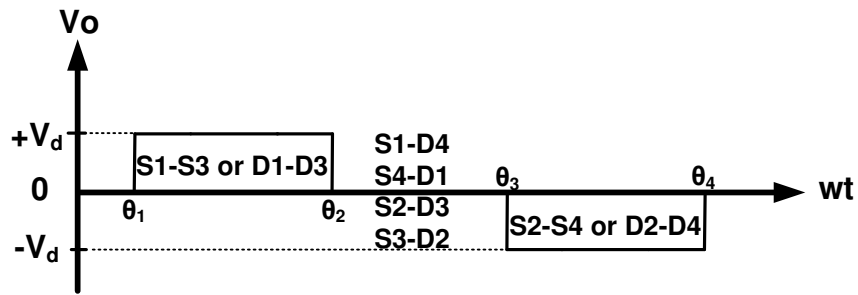 Vo
+Vd
S1-S3 or D1-D3
S1-D4
S4-D1
0
θ1
θ2
θ3
θ4
wt
S2-D3
S3-D2
S2-S4 or D2-D4
-Vd